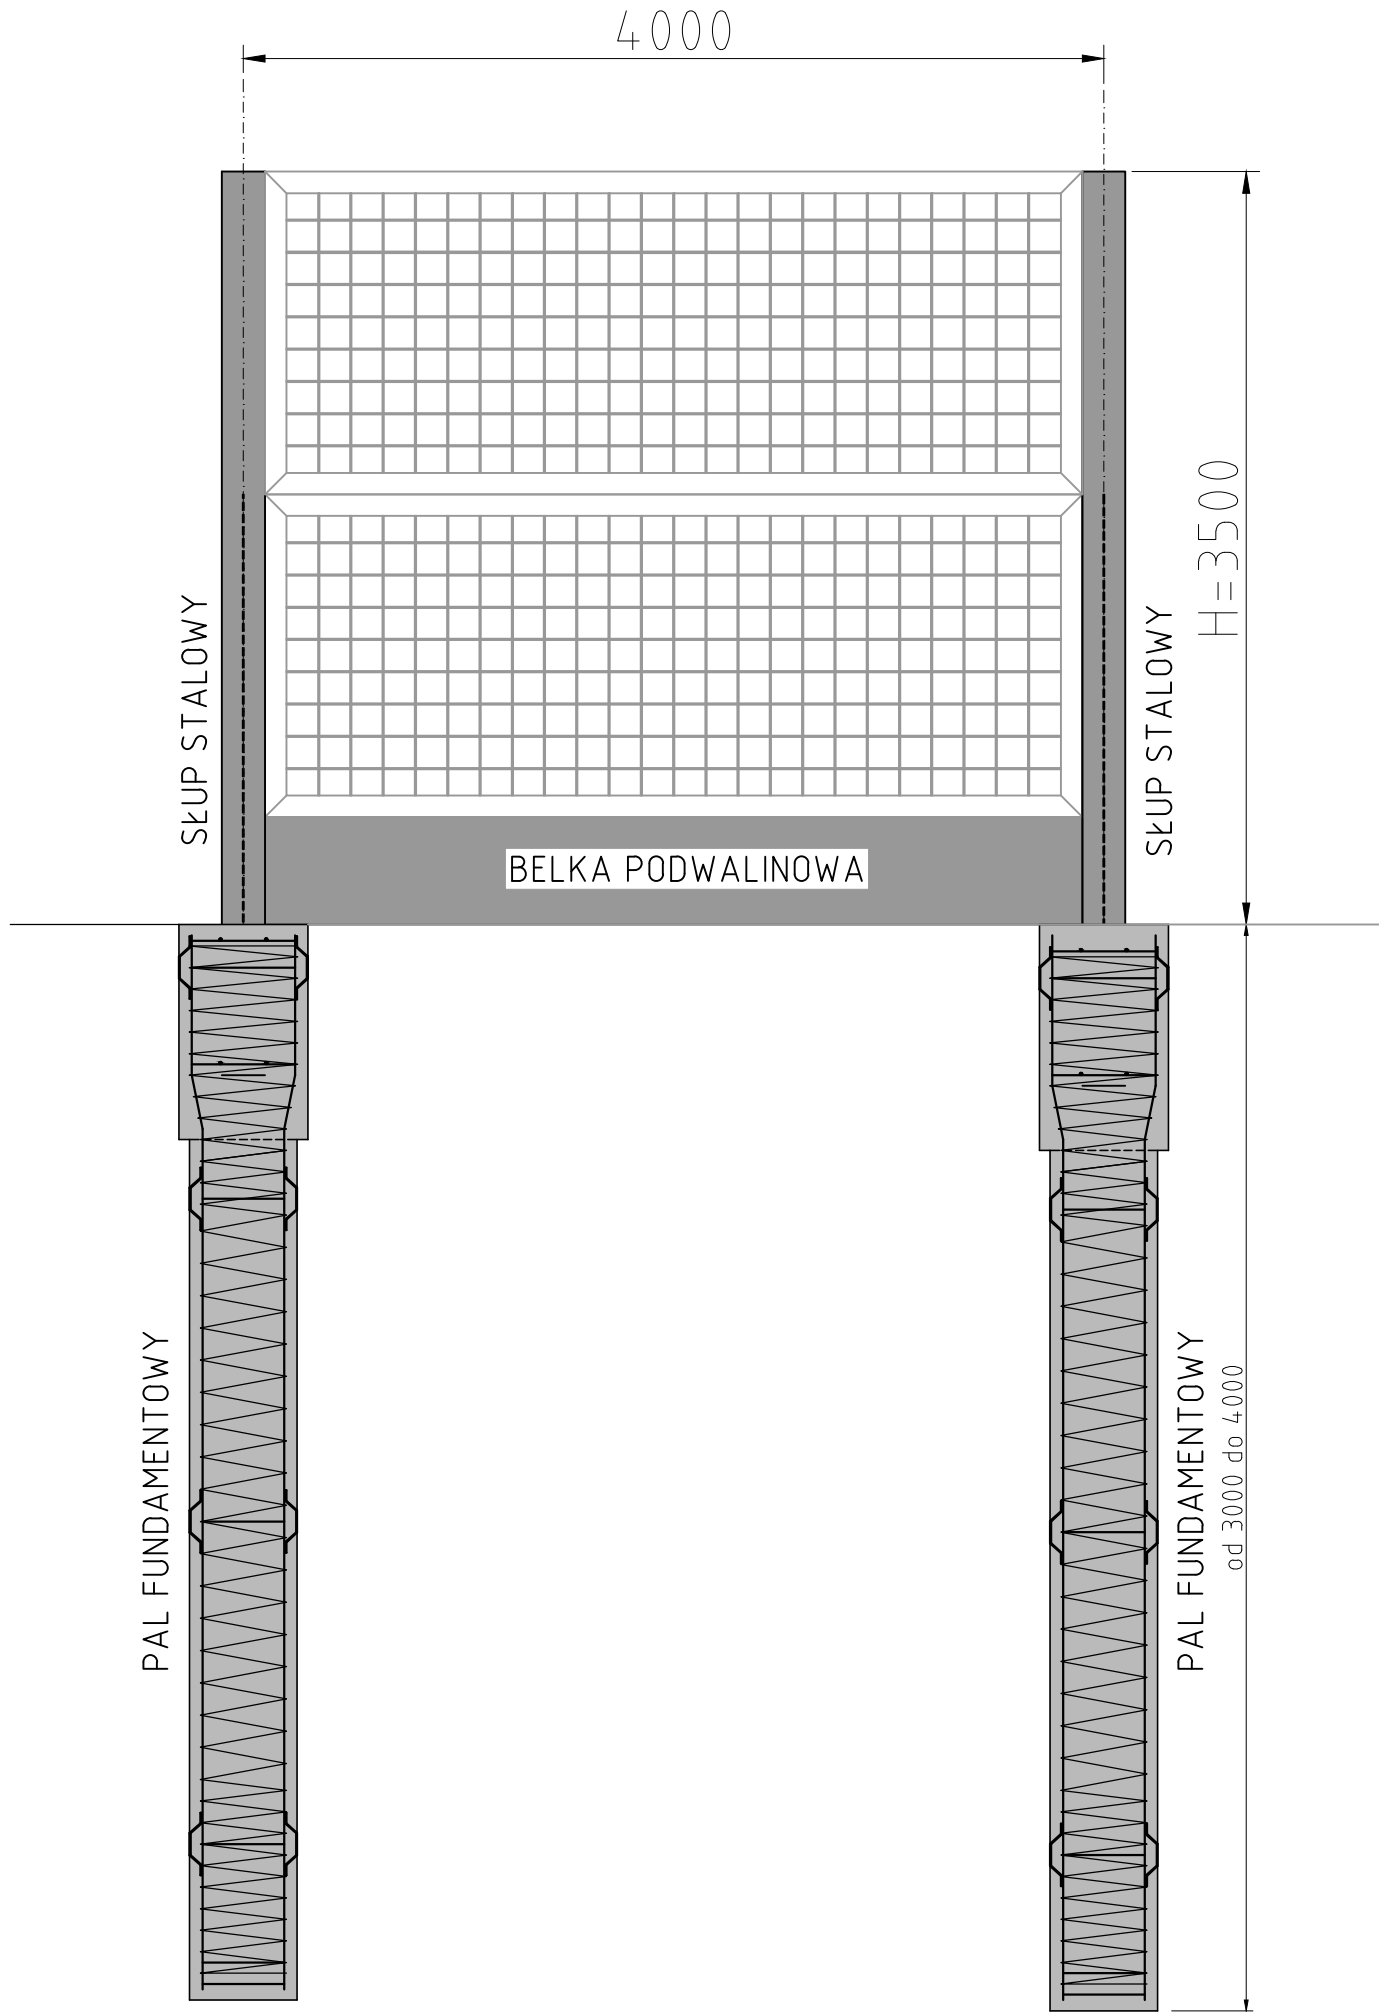 4000
H=3500
SŁUP STALOWY
SŁUP STALOWY
BELKA PODWALINOWA
PAL FUNDAMENTOWY
PAL FUNDAMENTOWY
od 3000 do 4000